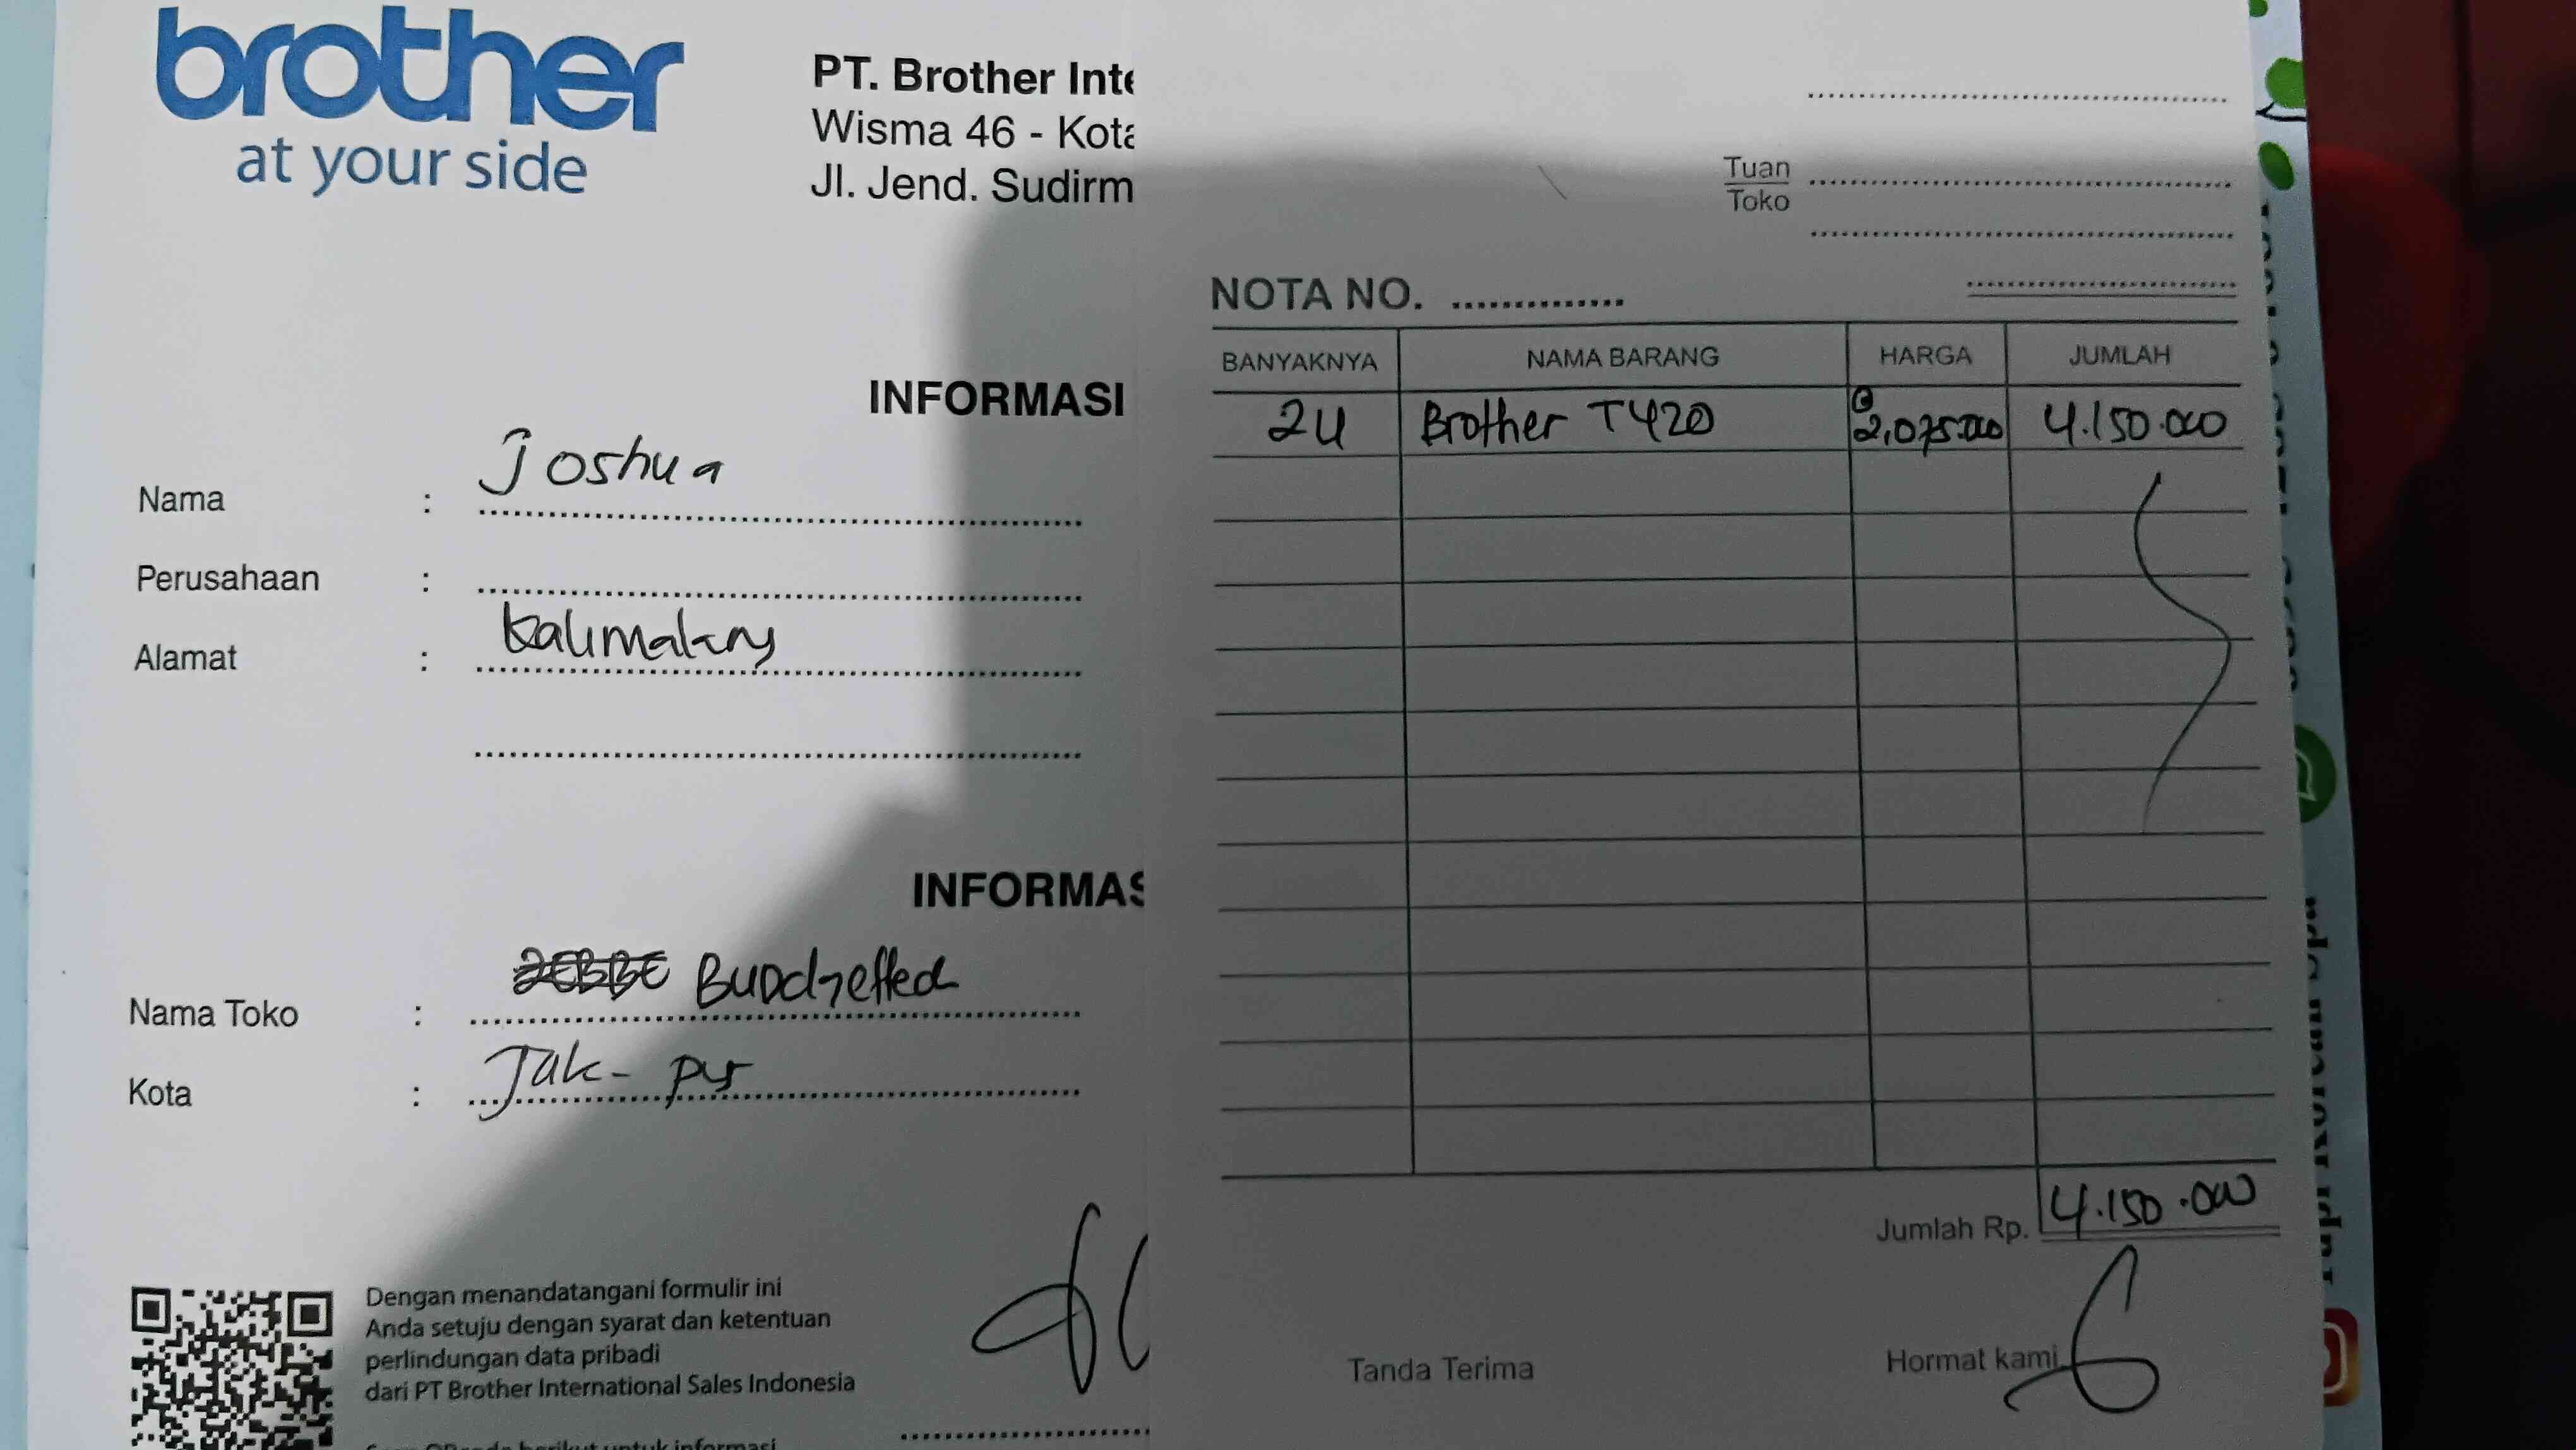 brother
at your side
PT. Brother Inte
Wisma 46 - Kota
Jl. Jend. Sudirm
INFORMASI
Nama : Joshua
Perusahaan :
Alamat : kalimalang
INFORMAS
Nama Toko :
Kota : Jak - pus
Dengan menandatangani formulir ini
Anda setuju dengan syarat dan ketentuan
perlindungan data pribadi
dari PT Brother International Sales Indonesia
Tuan
Toko
NOTA NO.
BANYAKNYA NAMA BARANG HARGA JUMLAH
2U Brother T420 @ 2,075.000 4.150.000
Jumlah Rp. 4.150.000
Tanda Terima Hormat kami